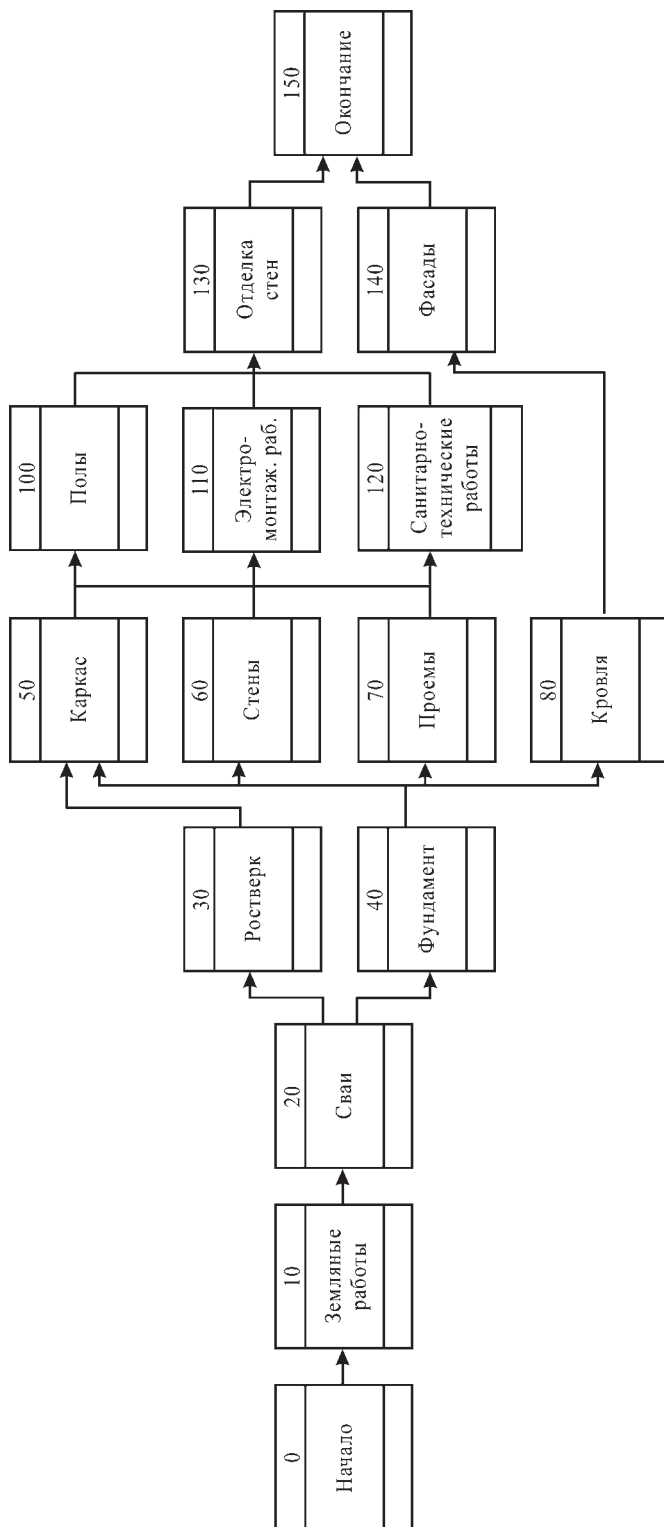 0
Начало
10
Земляные
работы
20
Сваи
30
Ростверк
40
Фундамент
50
Каркас
60
Стены
70
Проемы
80
Кровля
100
Полы
110
Электро-
монтаж. раб.
120
Санитарно-
технические
работы
130
Отделка
стен
140
Фасады
150
Окончание